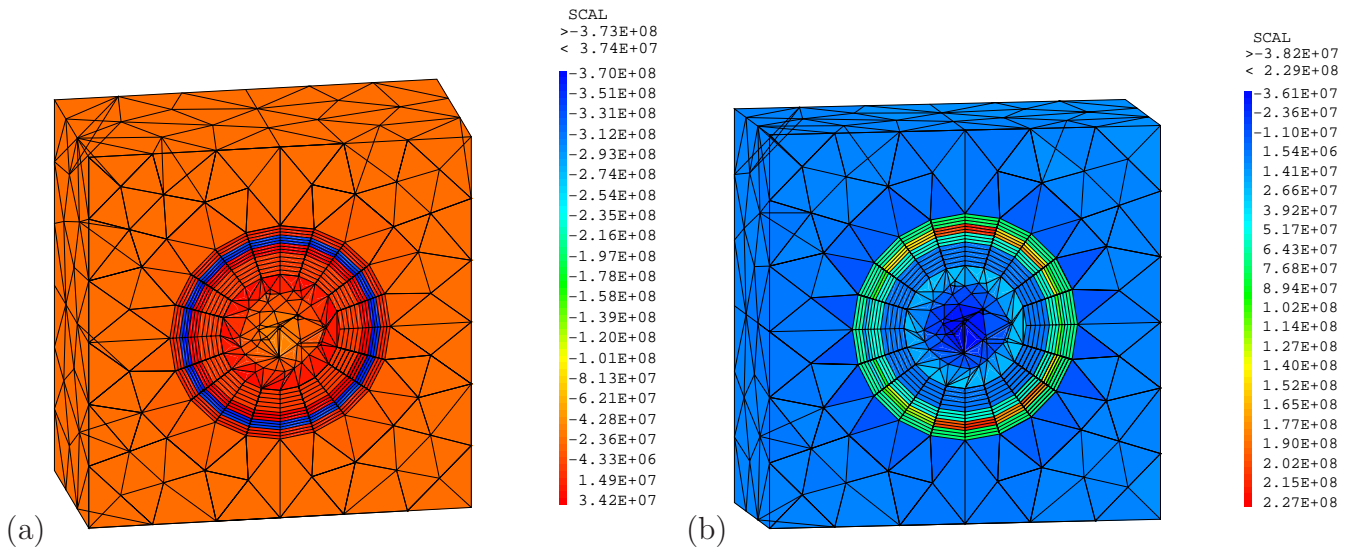 SCAL
>-3.73E+08
< 3.74E+07
-3.70E+08
-3.51E+08
-3.31E+08
-3.12E+08
-2.93E+08
-2.74E+08
-2.54E+08
-2.35E+08
-2.16E+08
-1.97E+08
-1.78E+08
-1.58E+08
-1.39E+08
-1.20E+08
-1.01E+08
-8.13E+07
-6.21E+07
-4.28E+07
-2.36E+07
-4.33E+06
1.49E+07
3.42E+07
(a)
SCAL
>-3.82E+07
< 2.29E+08
-3.61E+07
-2.36E+07
-1.10E+07
1.54E+06
1.41E+07
2.66E+07
3.92E+07
5.17E+07
6.43E+07
7.68E+07
8.94E+07
1.02E+08
1.14E+08
1.27E+08
1.40E+08
1.52E+08
1.65E+08
1.77E+08
1.90E+08
2.02E+08
2.15E+08
2.27E+08
(b)